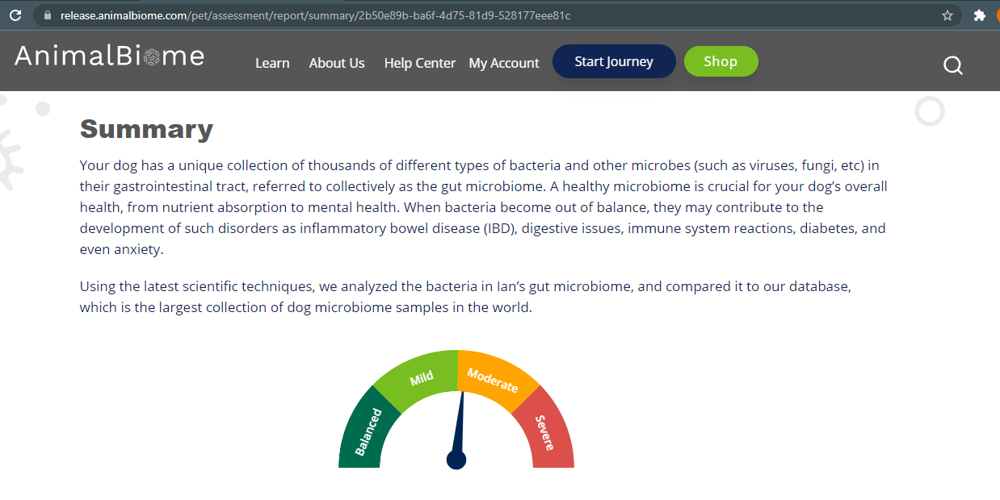 release.animalbiome.com/pet/assessment/report/summary/2b50e89b-ba6f-4d75-81d9-528177eee81c
AnimalBiome
Learn
About Us
Help Center
My Account
Start Journey
Shop
Summary
Your dog has a unique collection of thousands of different types of bacteria and other microbes (such as viruses, fungi, etc) in
their gastrointestinal tract, referred to collectively as the gut microbiome. A healthy microbiome is crucial for your dog’s overall
health, from nutrient absorption to mental health. When bacteria become out of balance, they may contribute to the
development of such disorders as inflammatory bowel disease (IBD), digestive issues, immune system reactions, diabetes, and
even anxiety.
Using the latest scientific techniques, we analyzed the bacteria in Ian’s gut microbiome, and compared it to our database,
which is the largest collection of dog microbiome samples in the world.
Balanced
Mild
Moderate
Severe